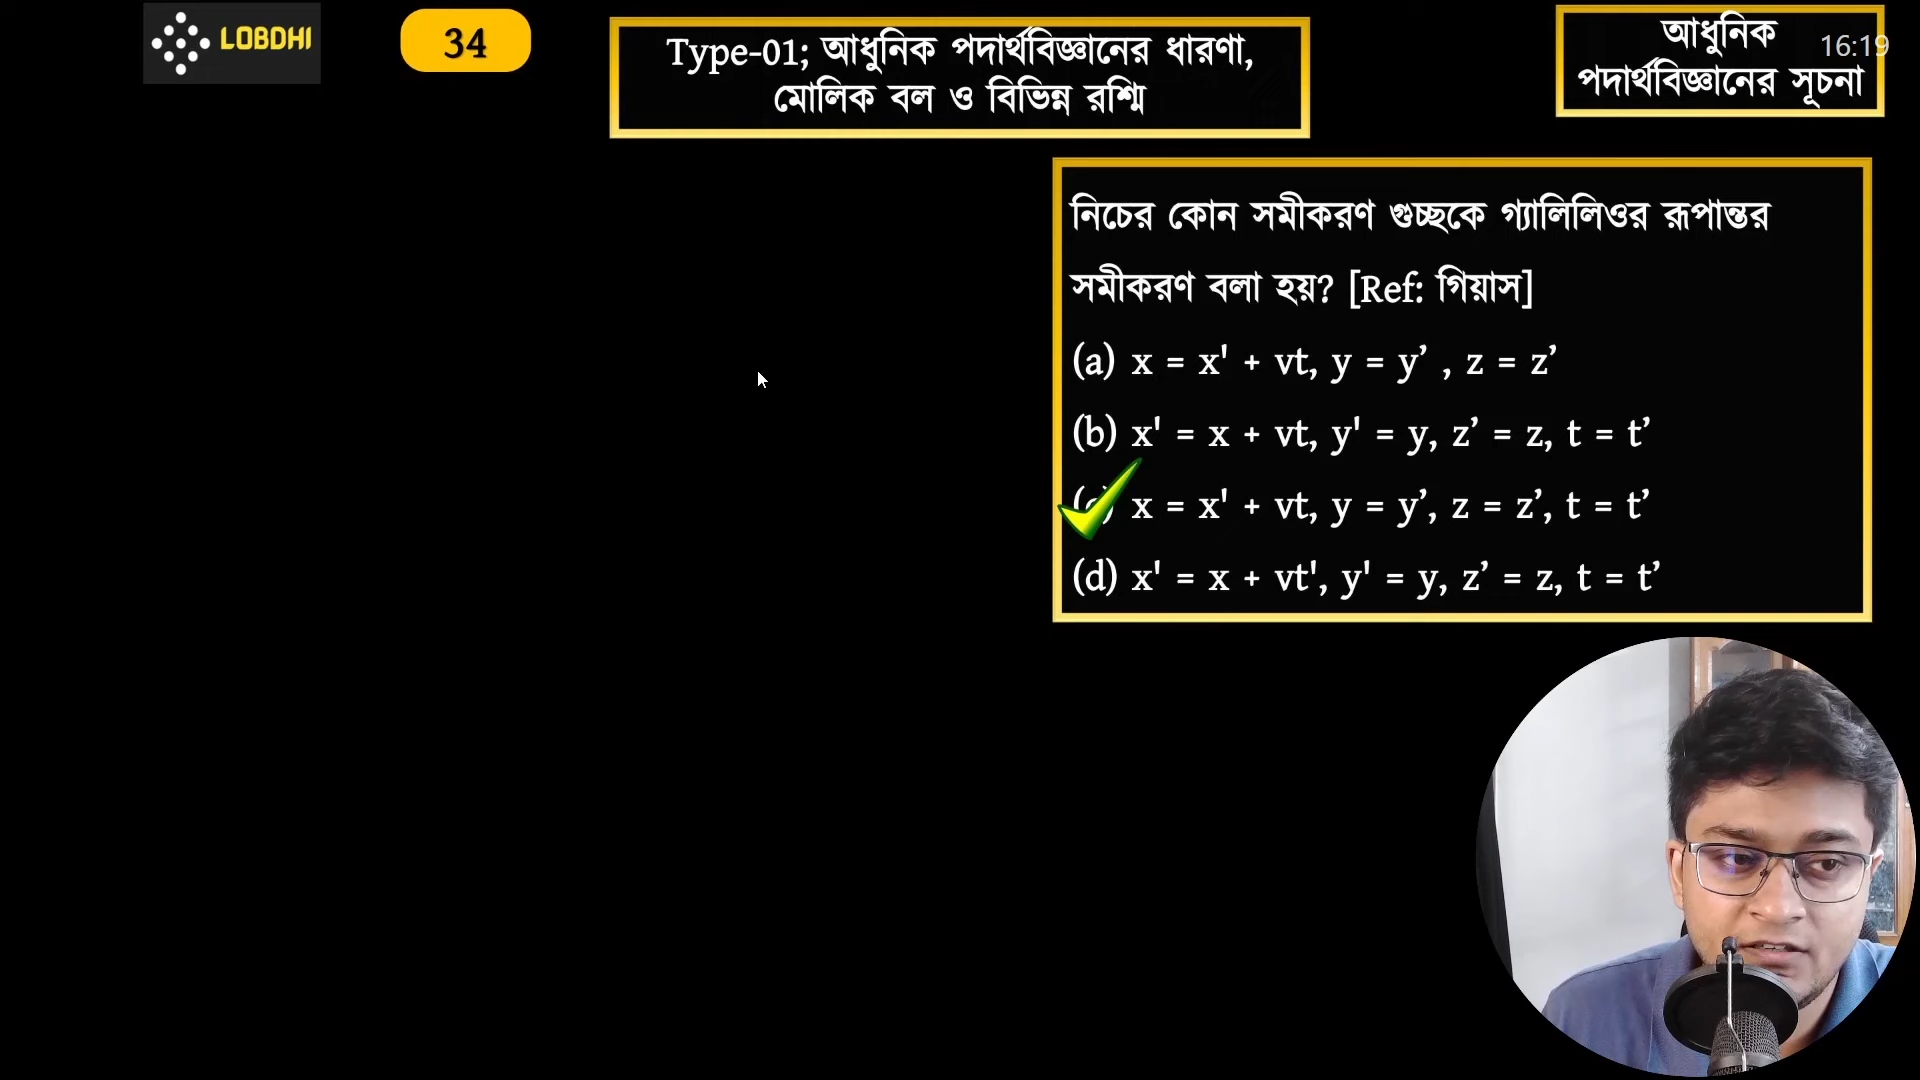 LOBDHI
34
Type-01; আধুনিক পদার্থবিজ্ঞানের ধারণা,
মোলিক বল ও বিভিন্ন রশ্মি
আধুনিক
পদার্থবিজ্ঞানের সূচনা
16:19
নিচের কোন সমীকরণ গুচ্ছকে গ্যালিলিওর রূপান্তর
সমীকরণ বলা হয়? [Ref: গিয়াস]
(a) x = x' + vt, y = y’ , z = z’
(b) x' = x + vt, y' = y, z’ = z, t = t’
(c) x = x' + vt, y = y’, z = z’, t = t’
(d) x' = x + vt', y' = y, z’ = z, t = t’